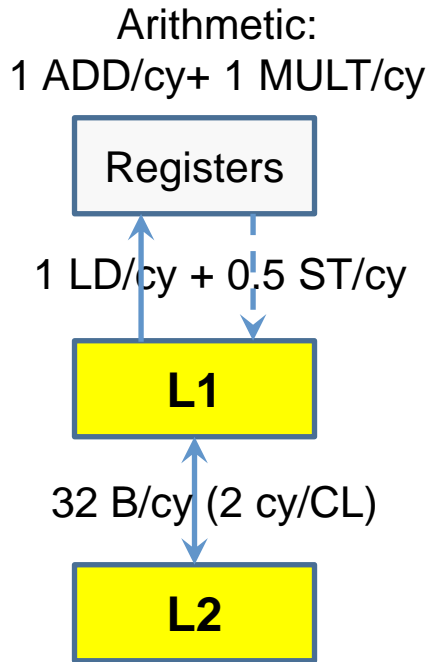 Arithmetic:
1 ADD/cy+ 1 MULT/cy
Registers
1 LD/cy + 0.5 ST/cy
L1
32 B/cy (2 cy/CL)
L2